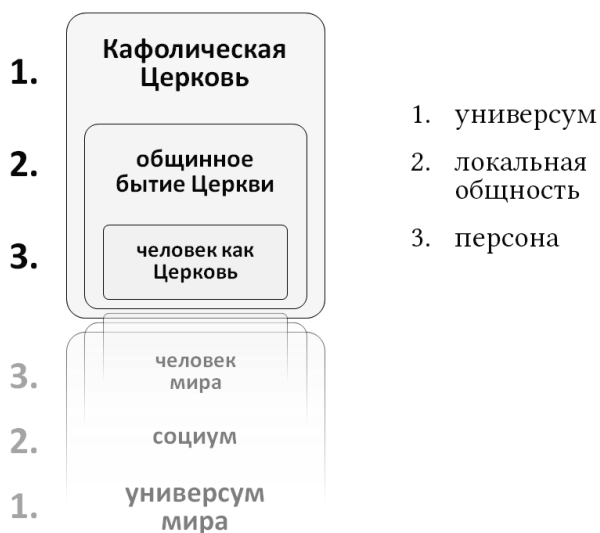 1.
Кафолическая
Церковь
2.
общинное
бытие Церкви
3.
человек как
Церковь
3.
человек
мира
2.
социум
1.
универсум
мира
1. универсум
2. локальная
общность
3. персона